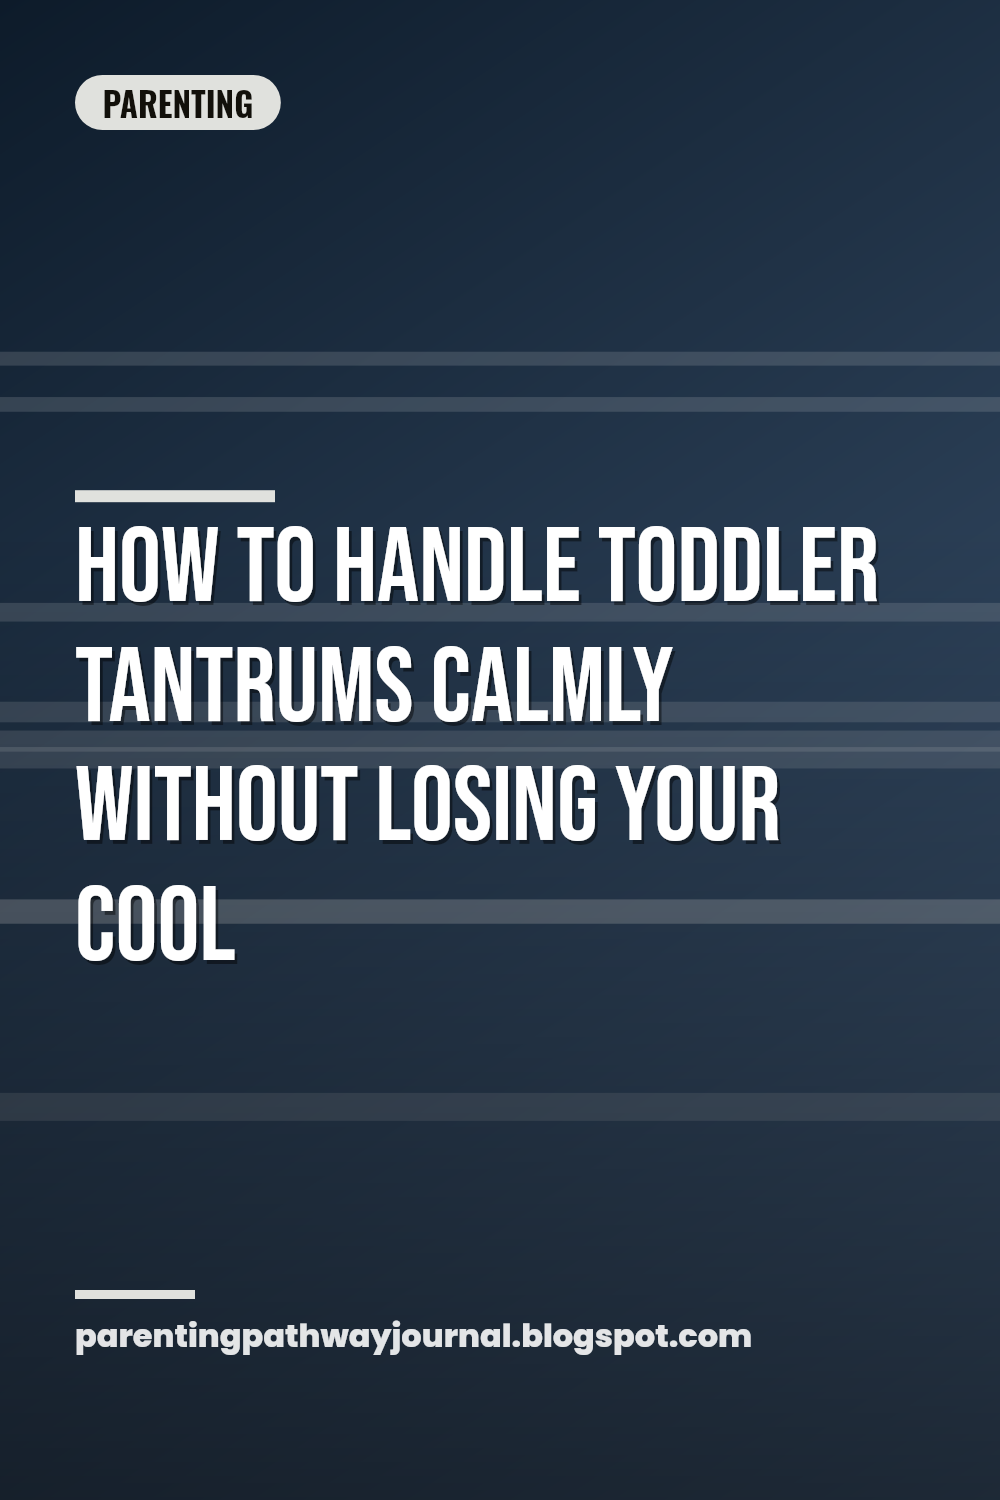 PARENTING
HOW TO HANDLE TODDLER
TANTRUMS CALMLY
WITHOUT LOSING YOUR
COOL
parentingpathwayjournal.blogspot.com